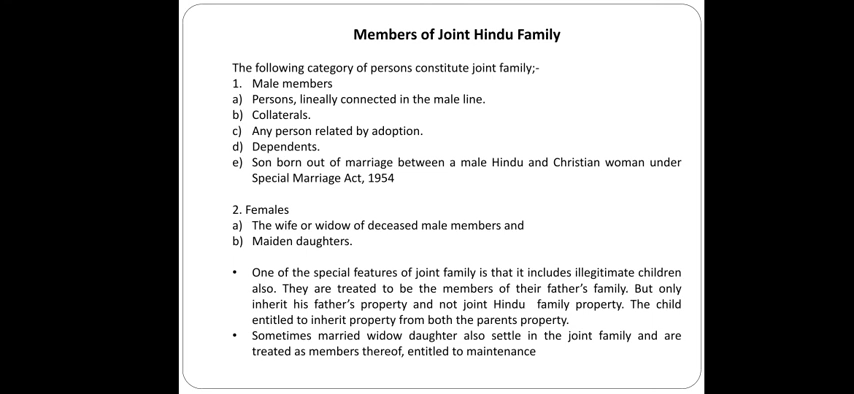 Members of Joint Hindu Family
The following category of persons constitute joint family;-
1. Male members
a) Persons, lineally connected in the male line.
b) Collaterals.
c) Any person related by adoption.
d) Dependents.
e) Son born out of marriage between a male Hindu and Christian woman under
Special Marriage Act, 1954
2. Females
a) The wife or widow of deceased male members and
b) Maiden daughters.
• One of the special features of joint family is that it includes illegitimate children
also. They are treated to be the members of their father’s family. But only
inherit his father’s property and not joint Hindu family property. The child
entitled to inherit property from both the parents property.
• Sometimes married widow daughter also settle in the joint family and are
treated as members thereof, entitled to maintenance